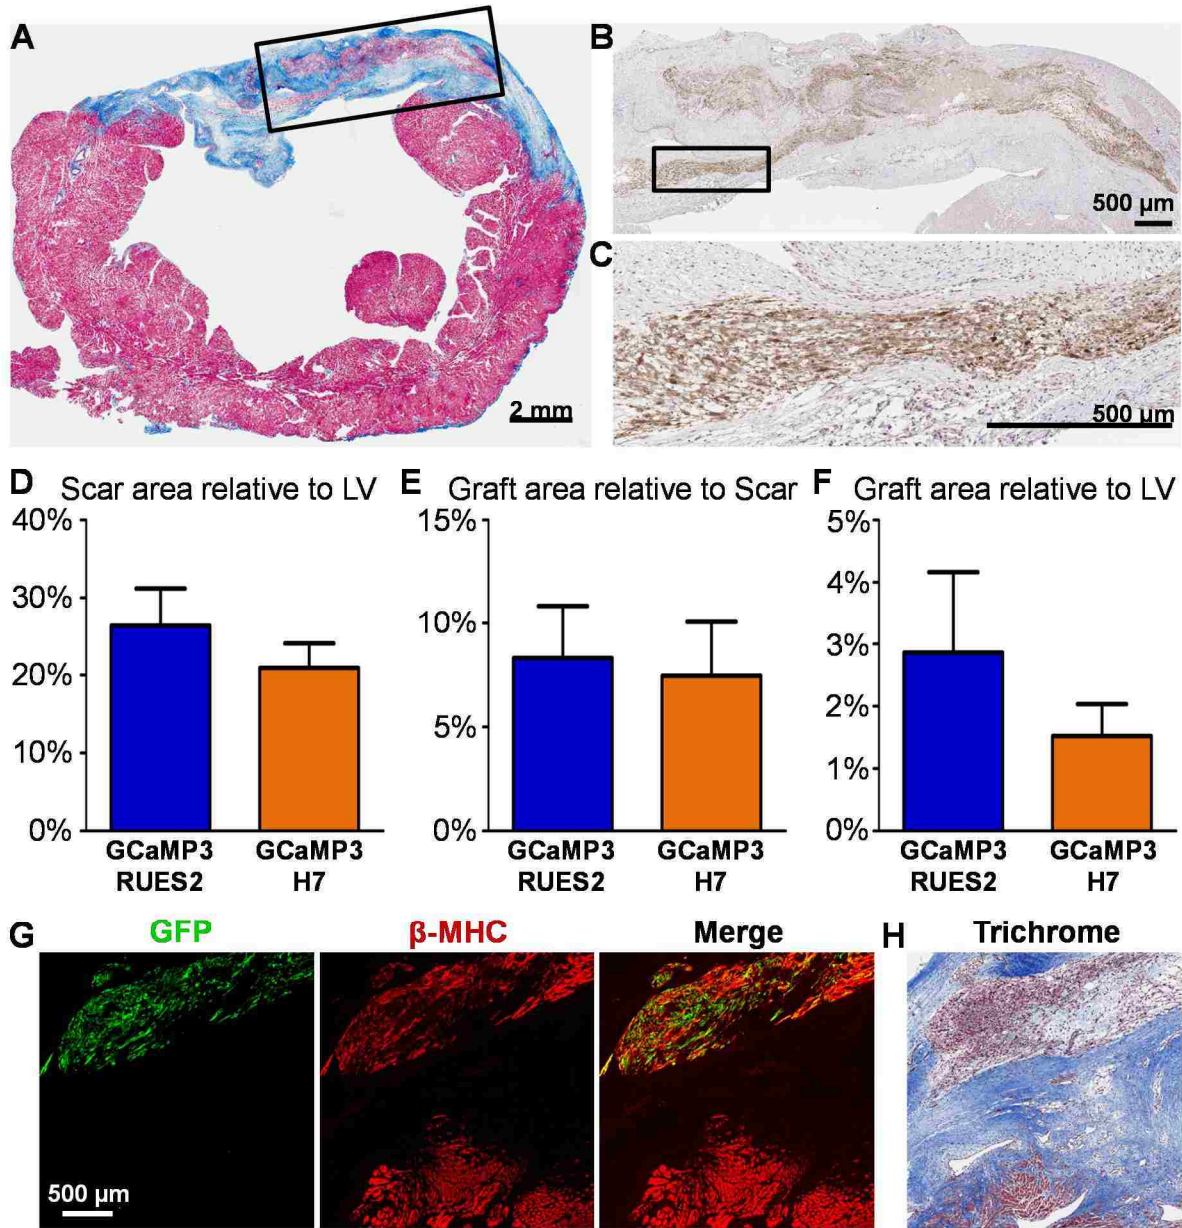 A
2 mm
B
500 µm
C
500 µm
D Scar area relative to LV
40%
30%
20%
10%
0%
GCaMP3 RUES2
GCaMP3 H7
E Graft area relative to Scar
15%
10%
5%
0%
GCaMP3 RUES2
GCaMP3 H7
F Graft area relative to LV
5%
4%
3%
2%
1%
0%
GCaMP3 RUES2
GCaMP3 H7
G GFP β-MHC Merge
500 µm
H Trichrome